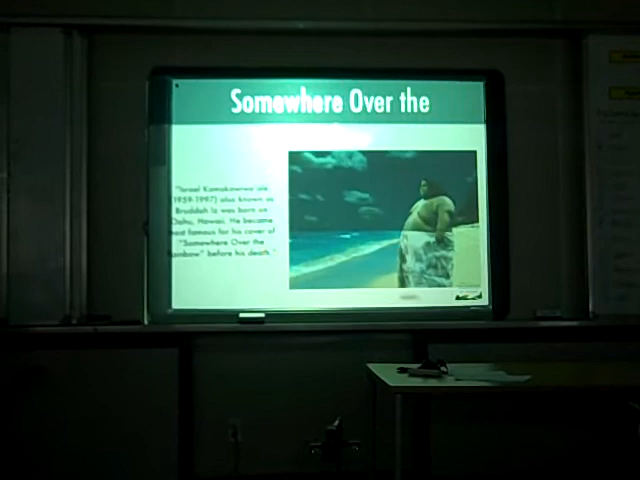 Somewhere Over the
"Israel Kamakawiwo'ole
1959-1997) also known as
Bruddah Iz was born on
Oahu, Hawaii. He became
most famous for his cover of
"Somewhere Over the
Rainbow" before his death."